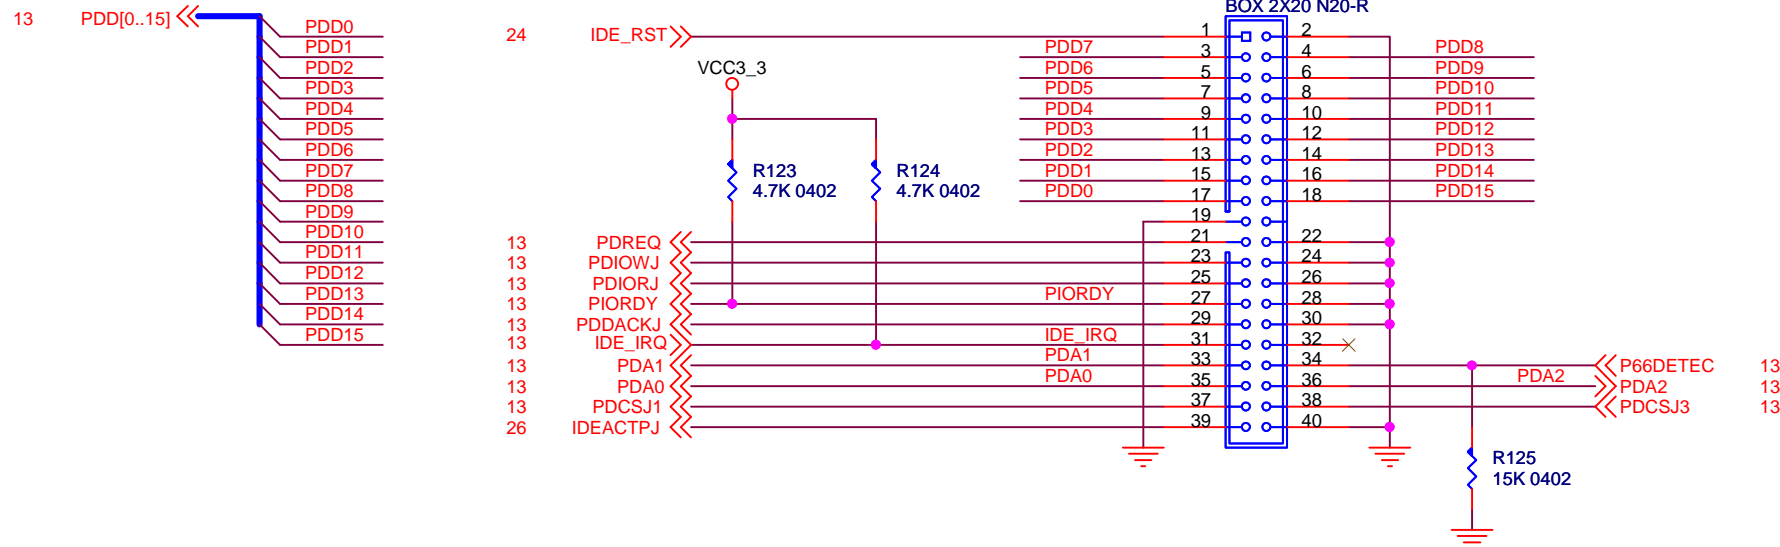 BOX 2X20 N20-R
13 PDD[0..15]
PDD0
PDD1
PDD2
PDD3
PDD4
PDD5
PDD6
PDD7
PDD8
PDD9
PDD10
PDD11
PDD12
PDD13
PDD14
PDD15
VCC3_3
R123
4.7K 0402
R124
4.7K 0402
24 IDE_RST 1 2
PDD7 3 4 PDD8
PDD6 5 6 PDD9
PDD5 7 8 PDD10
PDD4 9 10 PDD11
PDD3 11 12 PDD12
PDD2 13 14 PDD13
PDD1 15 16 PDD14
PDD0 17 18 PDD15
19
13 PDREQ 21 22
13 PDIOWJ 23 24
13 PDIORJ 25 26
13 PIORDY PIORDY 27 28
13 PDDACKJ 29 30
13 IDE_IRQ IDE_IRQ 31 32
13 PDA1 PDA1 33 34 P66DETEC 13
13 PDA0 PDA0 35 36 PDA2 PDA2 13
13 PDCSJ1 37 38 PDCSJ3 13
26 IDEACTPJ 39 40
R125
15K 0402